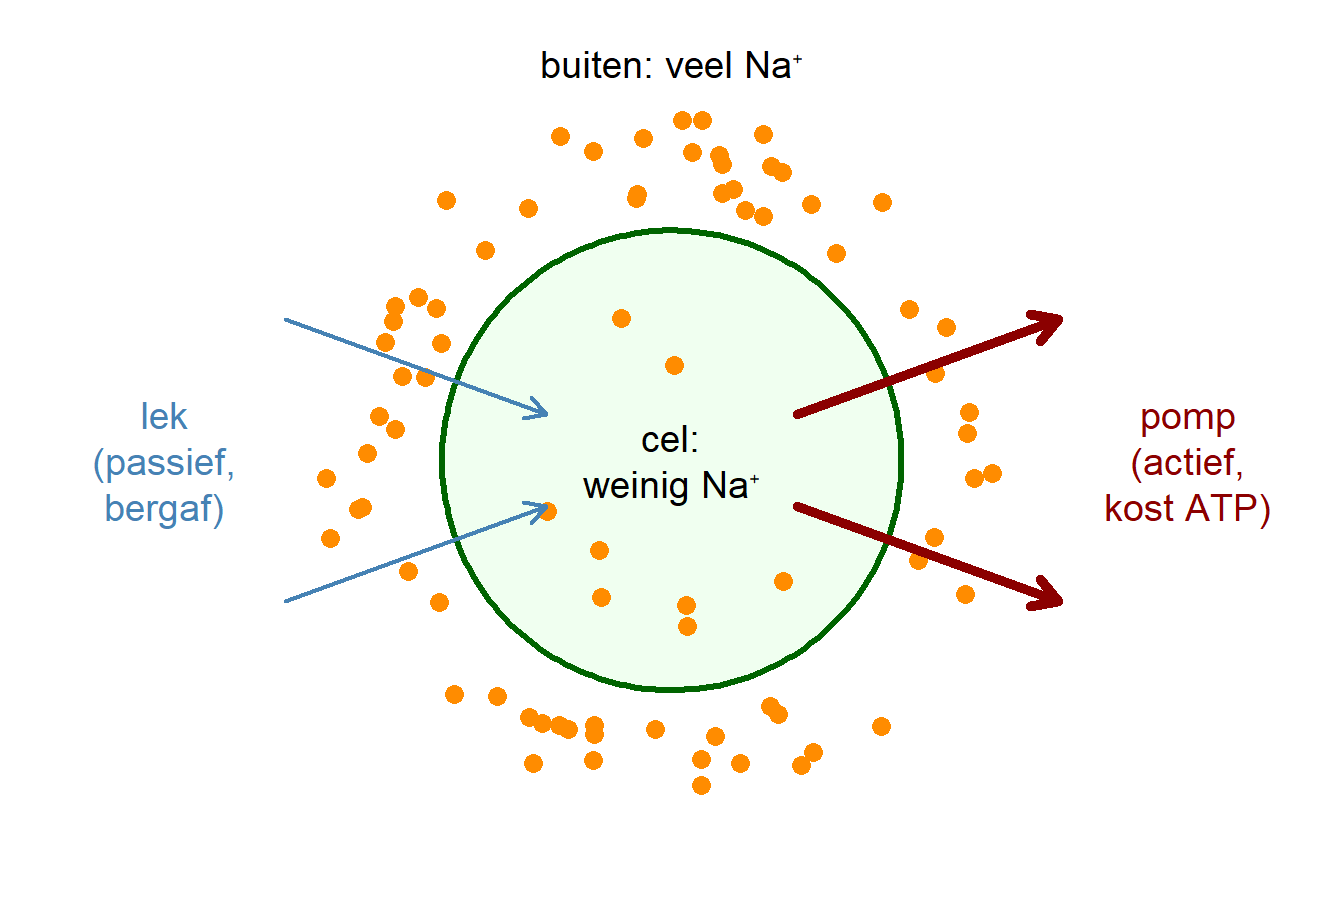 buiten: veel Na⁺
lek
(passief,
bergaf)
cel:
weinig Na⁺
pomp
(actief,
kost ATP)